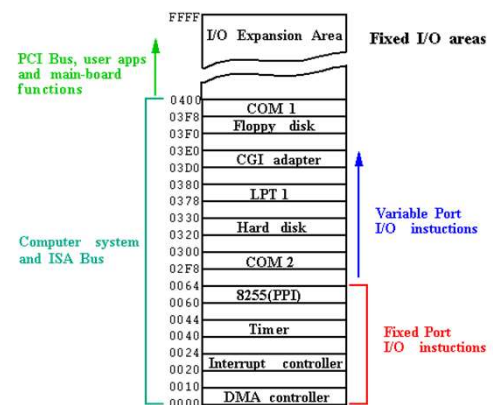 FFFF
I/O Expansion Area
Fixed I/O areas
PCI Bus, user apps
and main-board
functions
0400
COM 1
03F8
Floppy disk
03F0
03E0
CGI adapter
03D0
0380
LPT 1
0378
0330
Hard disk
0320
0300
COM 2
02F8
0064
8255(PPI)
0060
0044
Timer
0040
0024
Interrupt controller
0020
0010
DMA controller
0000
Variable Port
I/O instuctions
Computer system
and ISA Bus
Fixed Port
I/O instuctions